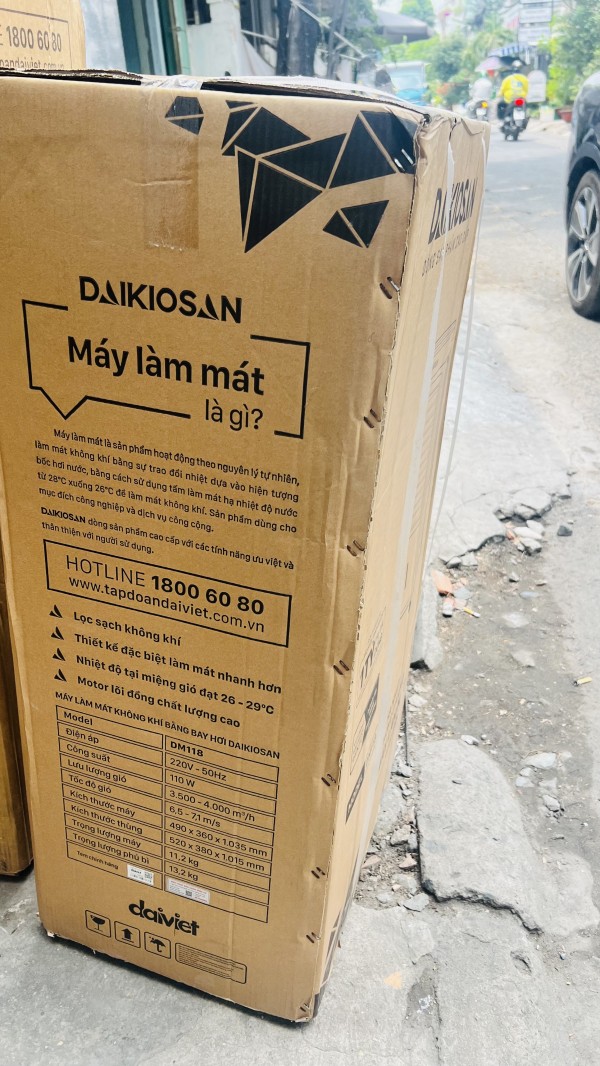 1800 60 80
DAIKIOSAN
DAIKIOSAN
Máy làm mát
là gì?
Máy làm mát là sản phẩm hoạt động theo nguyên lý tự nhiên,
làm mát không khí bằng sự trao đổi nhiệt dựa vào hiện tượng
bốc hơi nước, bằng cách sử dụng tấm làm mát hạ nhiệt độ nước
từ 28°C xuống 26°C để làm mát không khí. Sản phẩm dùng cho
mục đích công nghiệp và dịch vụ công cộng.
DAIKIOSAN dòng sản phẩm cao cấp với các tính năng ưu việt và
thân thiện với người sử dụng.
HOTLINE 1800 60 80
www.tapdoandaiviet.com.vn
Lọc sạch không khí
Thiết kế đặc biệt làm mát nhanh hơn
Nhiệt độ tại miệng gió đạt 26 - 29°C
Motor lõi đồng chất lượng cao
MÁY LÀM MÁT KHÔNG KHÍ BẰNG BAY HƠI DAIKIOSAN
Model DM118
Điện áp 220V - 50Hz
Công suất 110 W
Lưu lượng gió 3.500 - 4.000 m³/h
Tốc độ gió 6,5 - 7,1 m/s
Kích thước máy 490 x 360 x 1.035 mm
Kích thước thùng 520 x 380 x 1.015 mm
Trọng lượng máy 11,2 kg
Trọng lượng phủ bì 13,2 kg
Tem chính hãng
daiviet